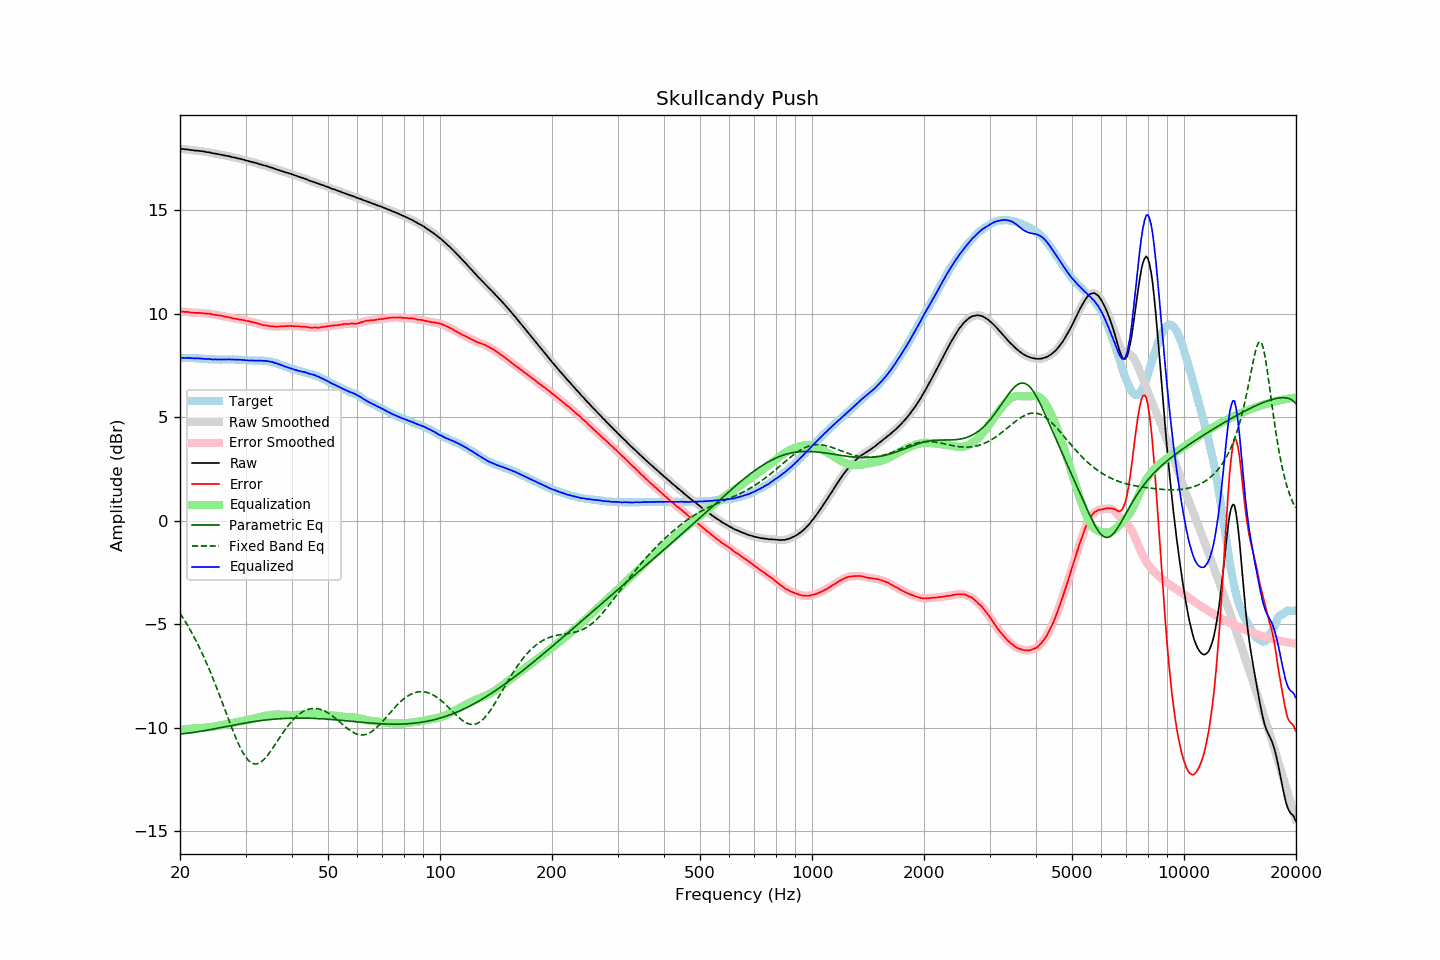 Skullcandy Push
Amplitude (dBr)
15
10
5
0
−5
−10
−15
Target
Raw Smoothed
Error Smoothed
Raw
Error
Equalization
Parametric Eq
Fixed Band Eq
Equalized
20 50 100 200 500 1000 2000 5000 10000 20000
Frequency (Hz)